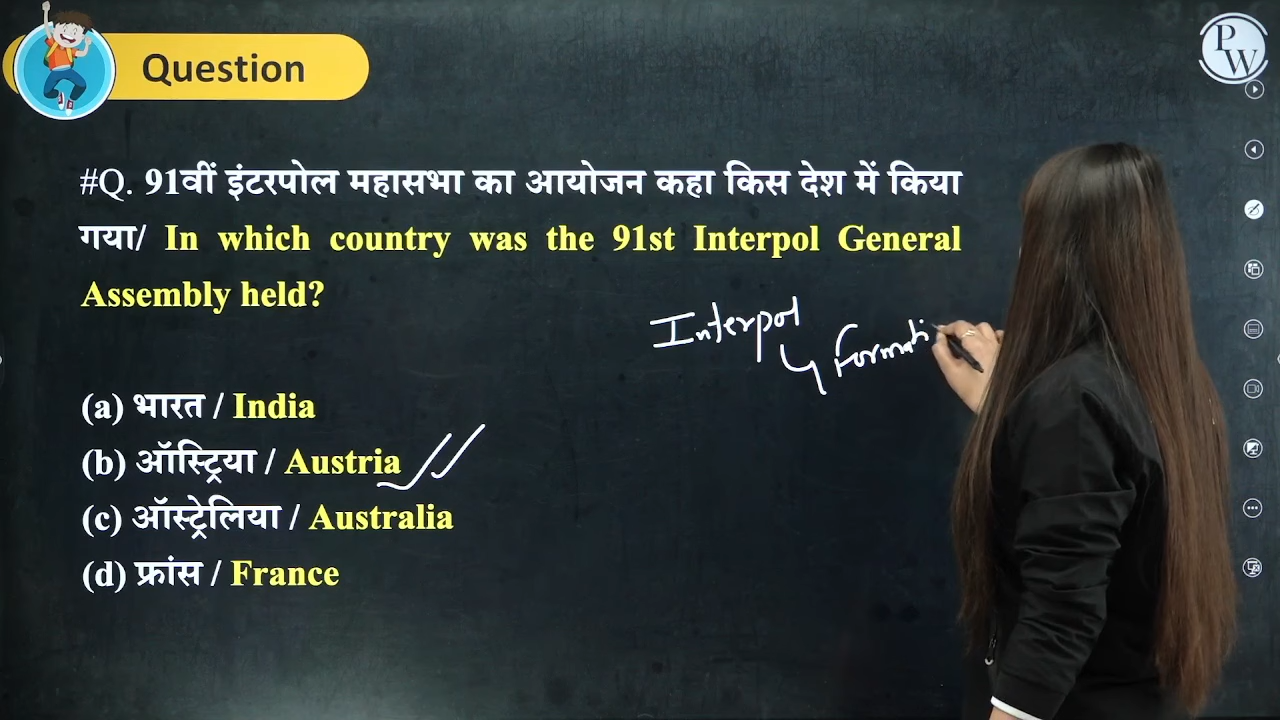 Question
PW
#Q. 91वीं इंटरपोल महासभा का आयोजन कहा किस देश में किया
गया/ In which country was the 91st Interpol General
Assembly held?
Interpol
Formati
(a) भारत / India
(b) ऑस्ट्रिया / Austria
(c) ऑस्ट्रेलिया / Australia
(d) फ्रांस / France